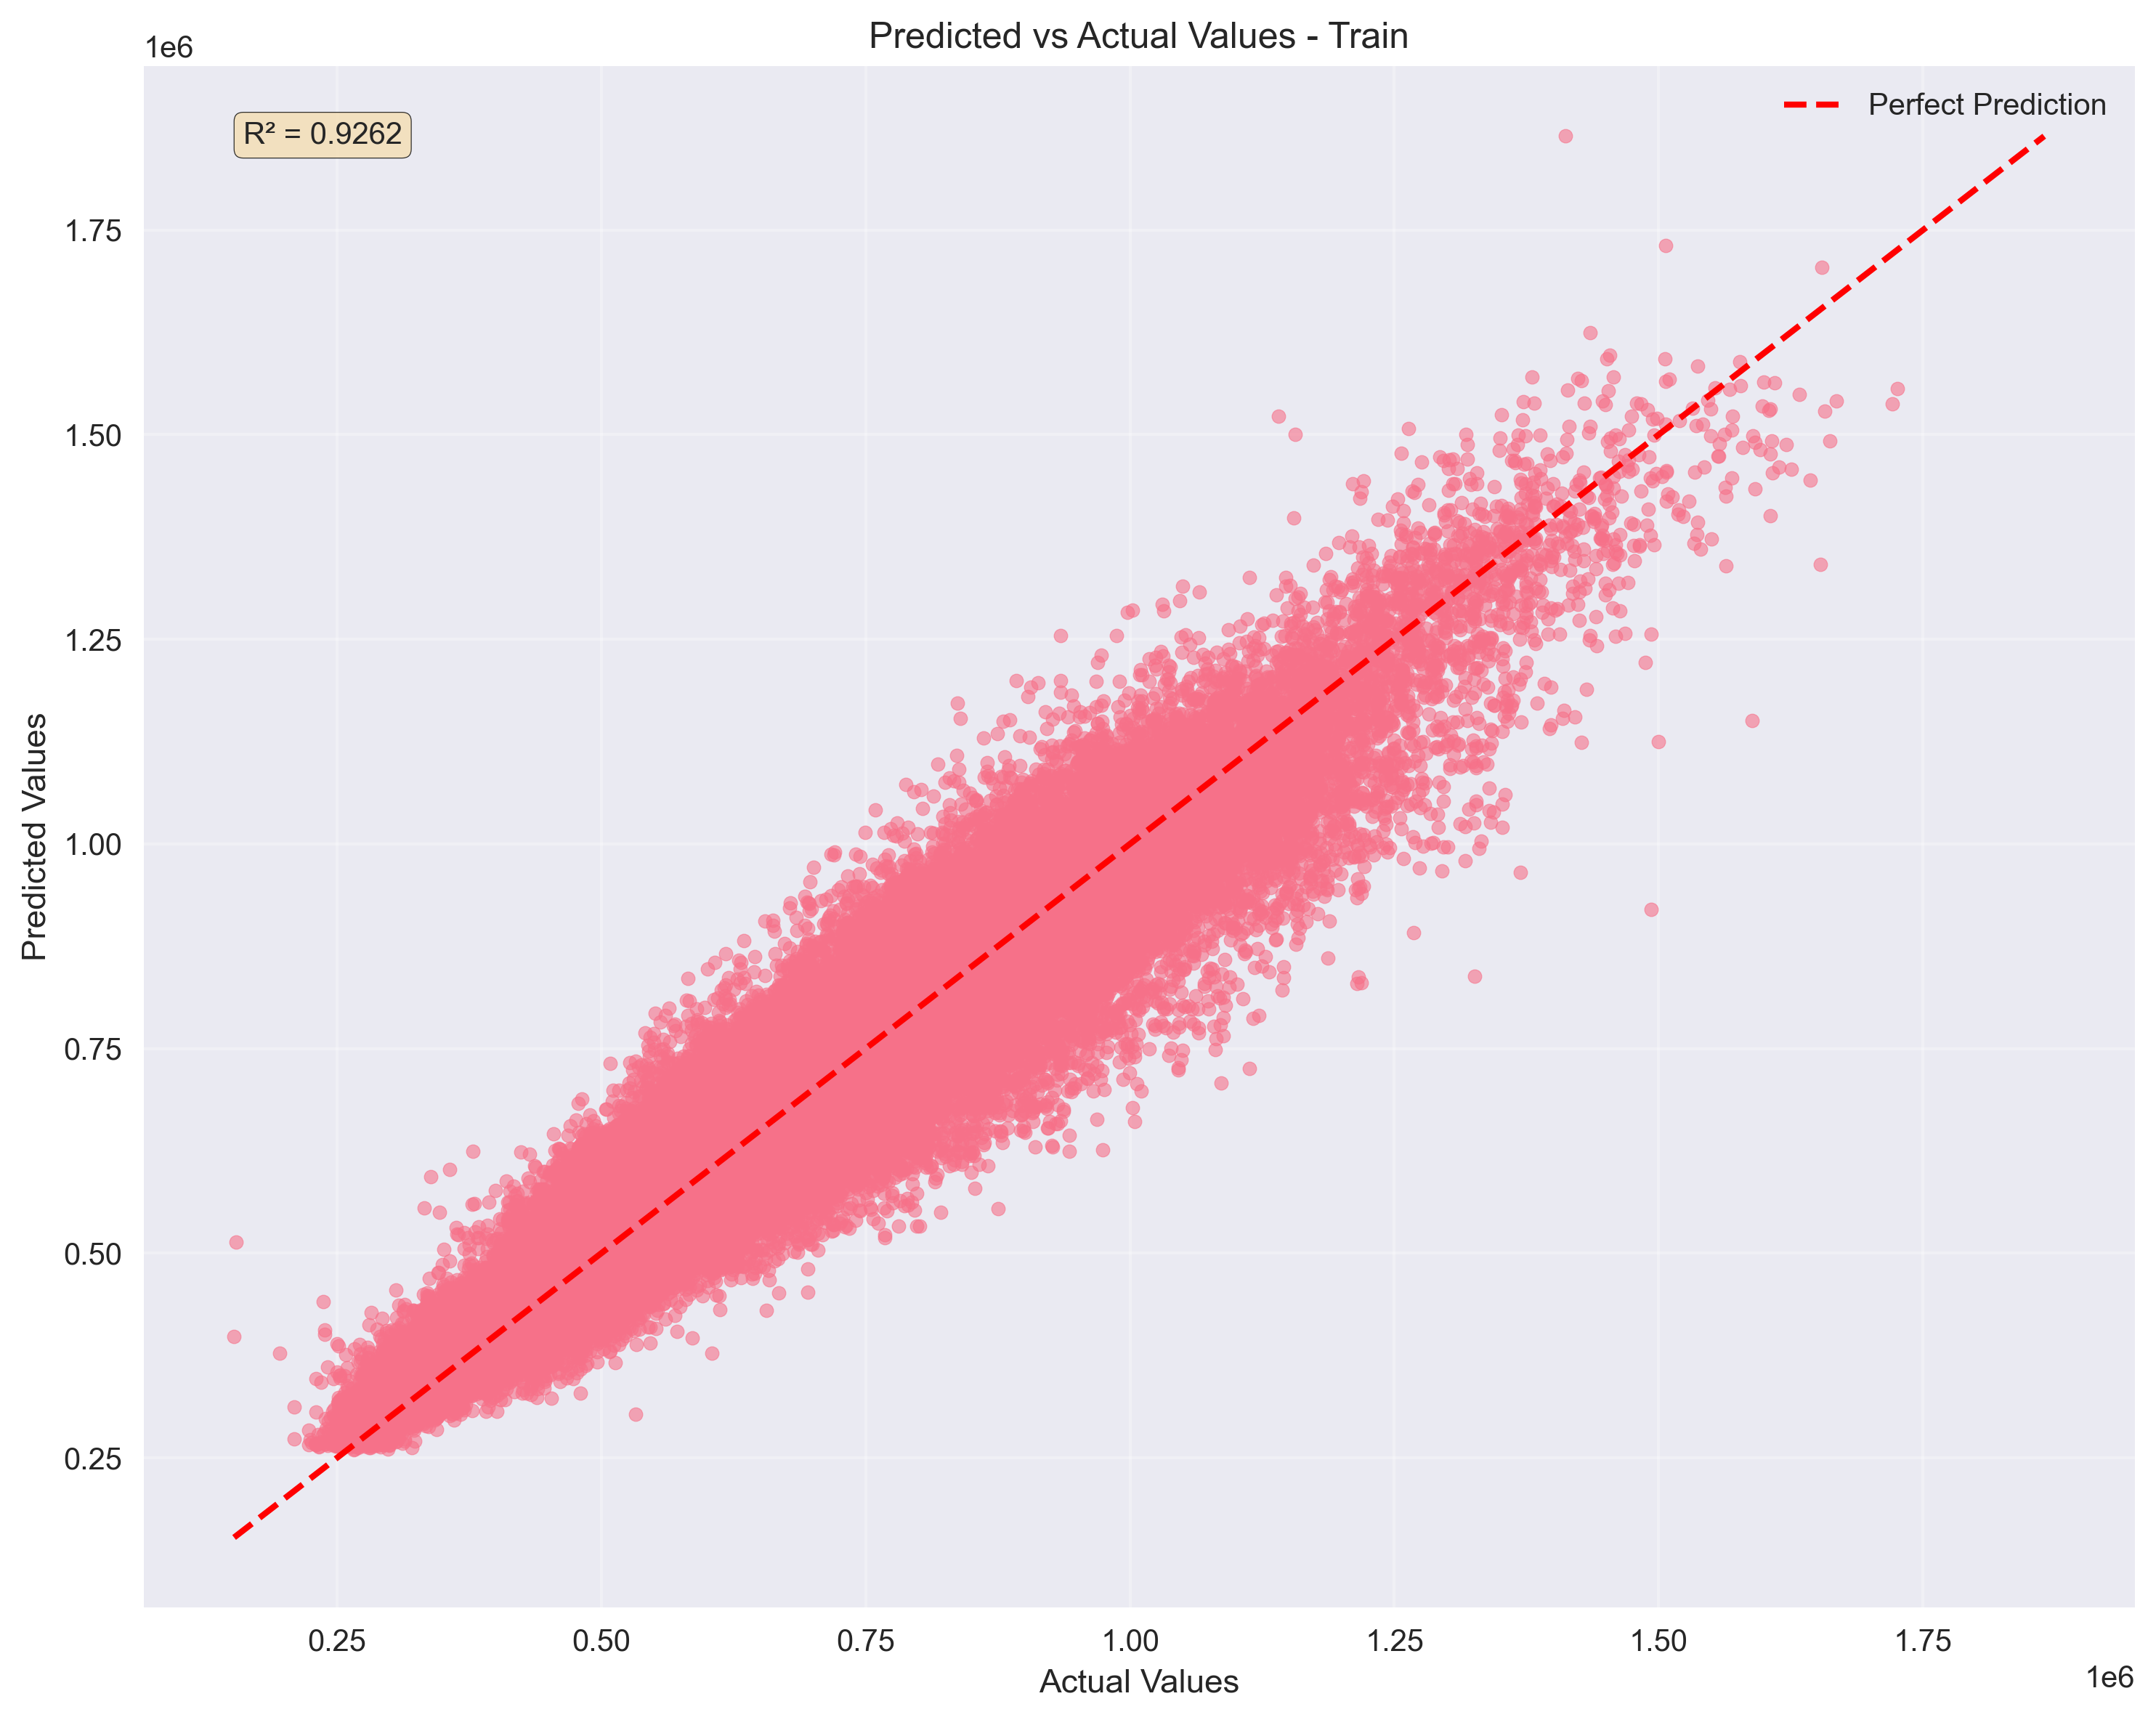 Predicted vs Actual Values - Train
1e6
R² = 0.9262
Perfect Prediction
1.75
1.50
1.25
1.00
0.75
0.50
0.25
Predicted Values
0.25 0.50 0.75 1.00 1.25 1.50 1.75
Actual Values
1e6